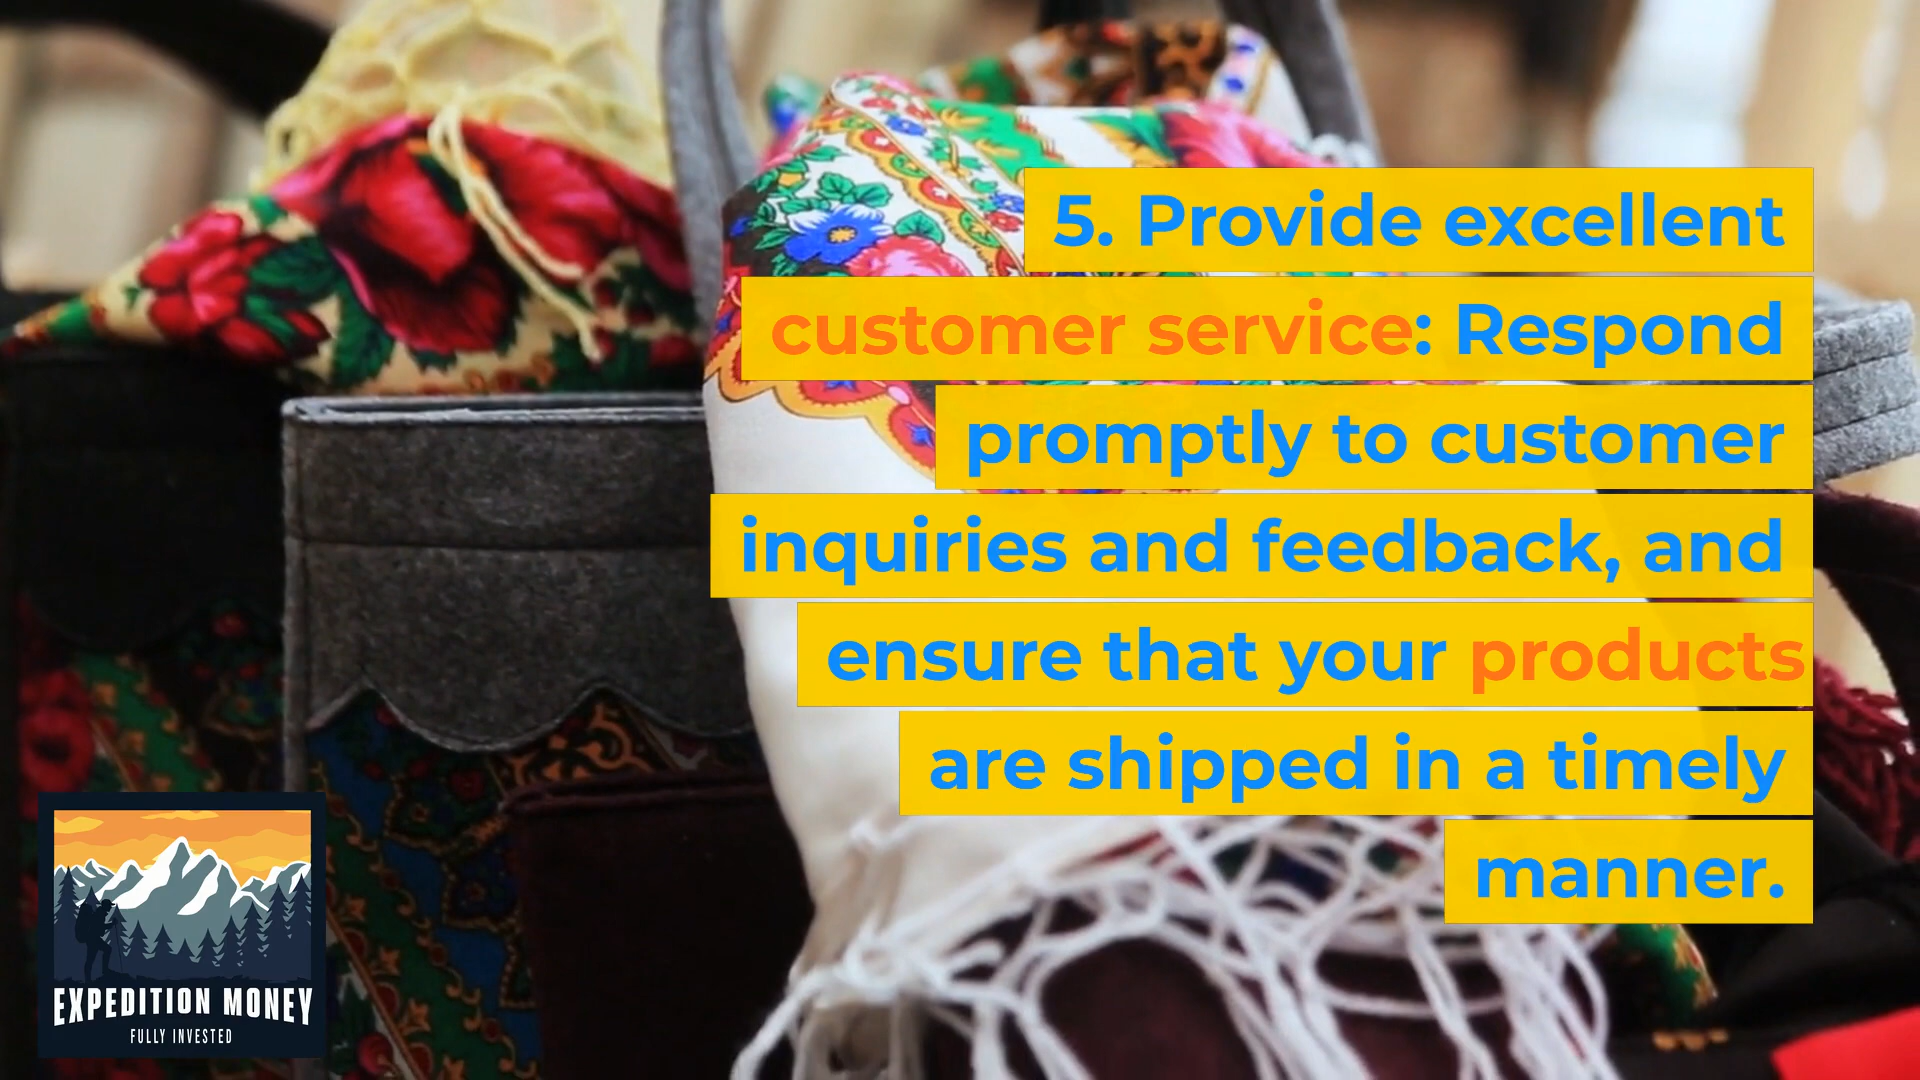 5. Provide excellent
customer service: Respond
promptly to customer
inquiries and feedback, and
ensure that your products
are shipped in a timely
manner.
EXPEDITION MONEY
FULLY INVESTED